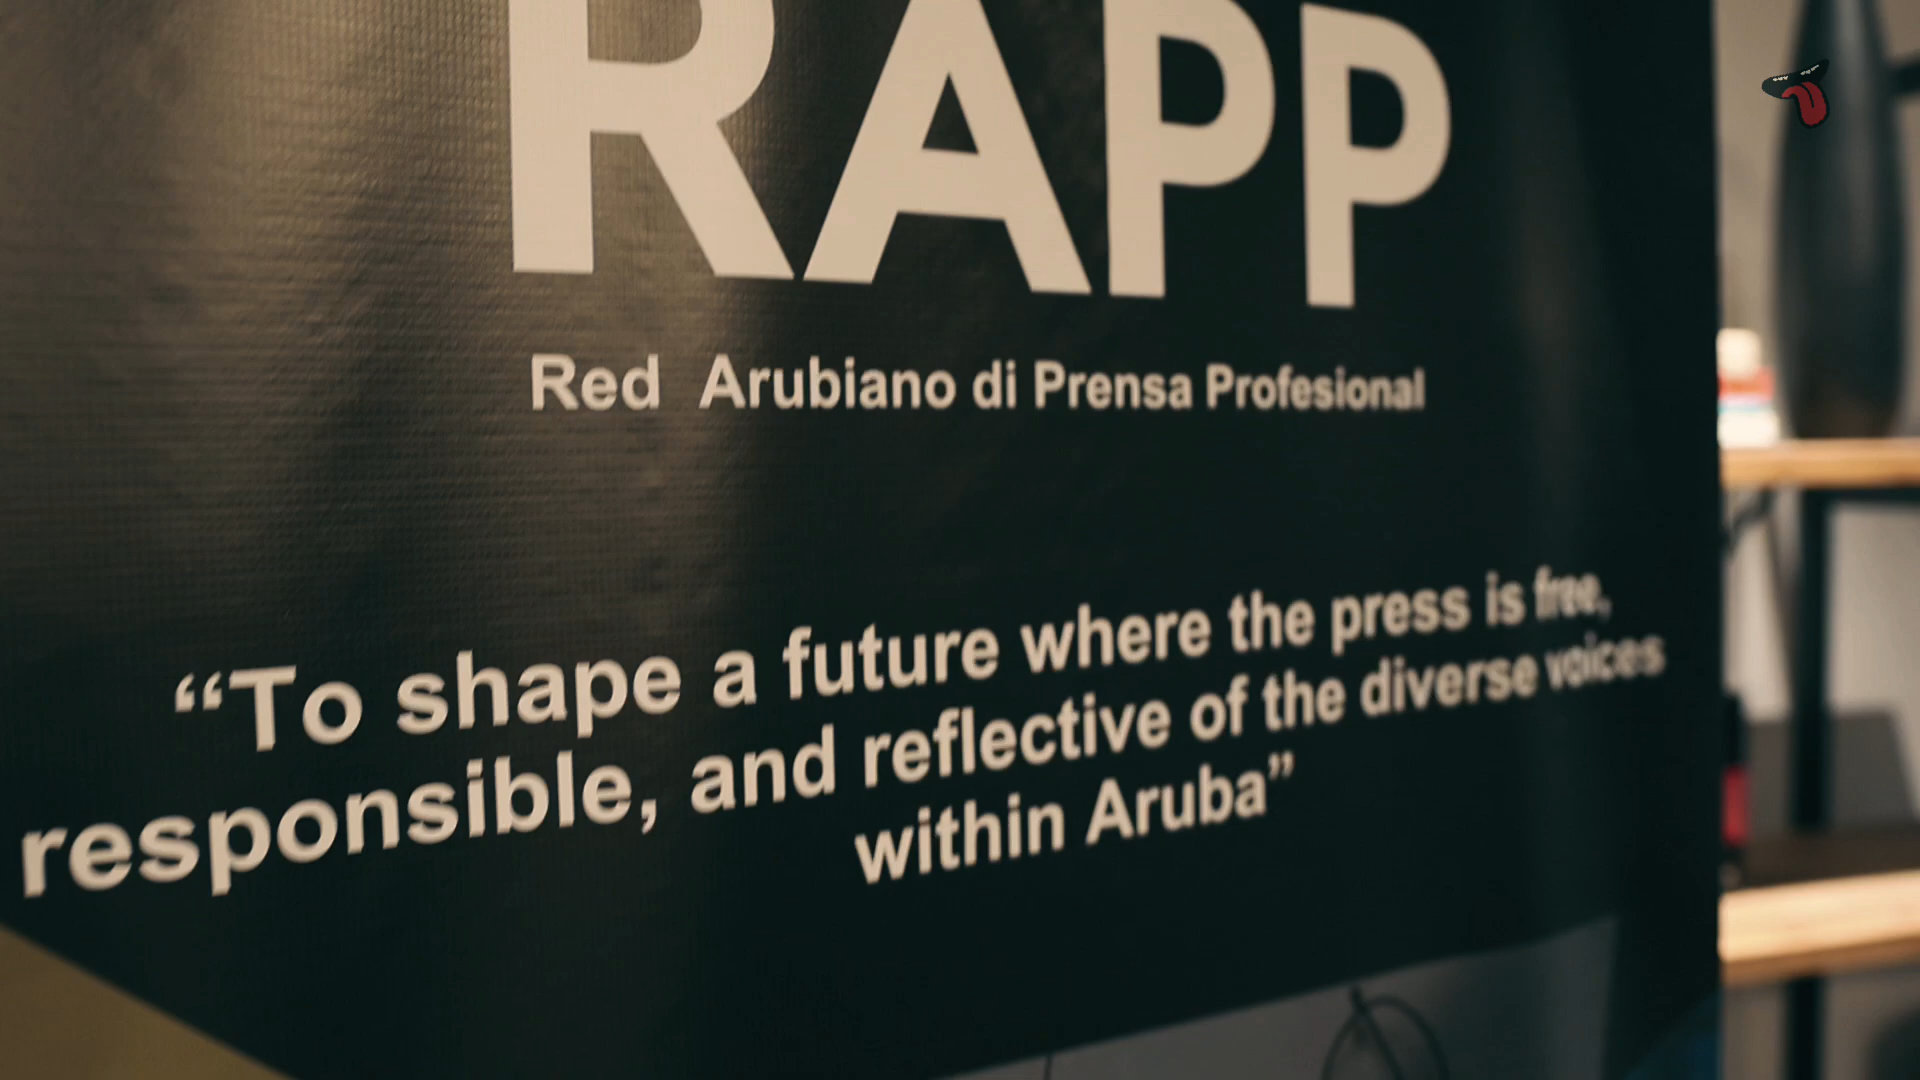 RAPP
Red Arubiano di Prensa Profesional
“To shape a future where the press is free,
responsible, and reflective of the diverse voices
within Aruba”